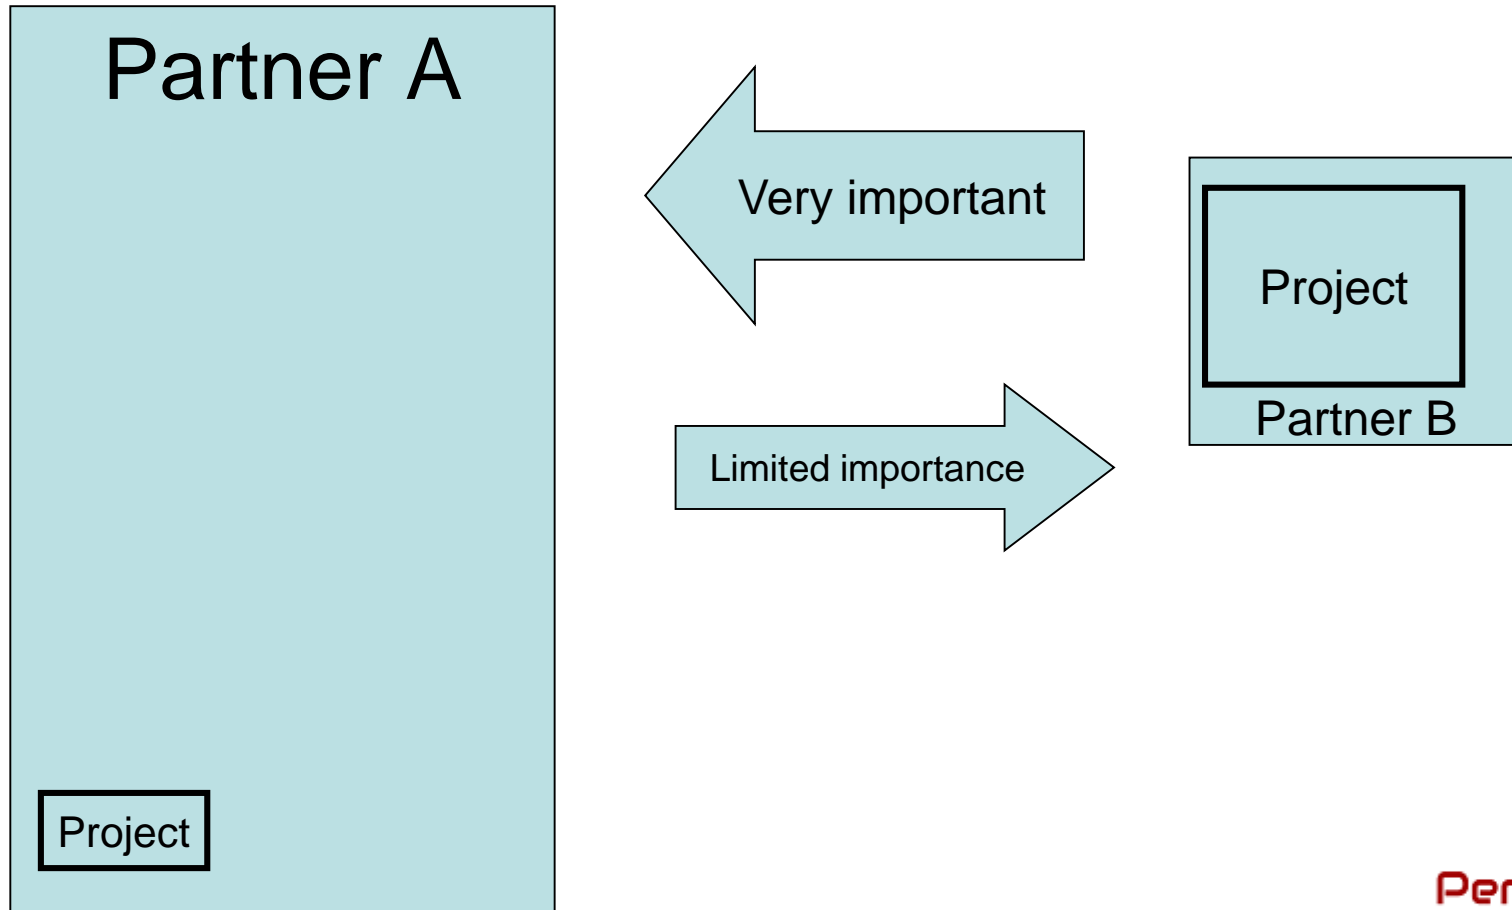 Partner A
Very important
Project
Partner B
Limited importance
Project